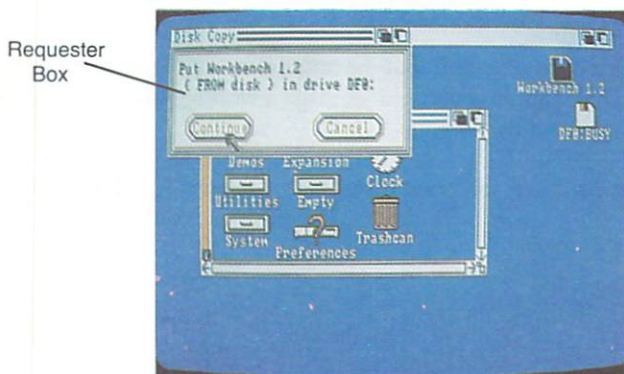 Requester
Box
Disk Copy
Put Workbench 1.2
( FROM disk ) in drive DF0:
Continue
Cancel
Workbench 1.2
DF0:BUSY
Demos Expansion
Clock
Utilities Empty
System
Preferences
Trashcan